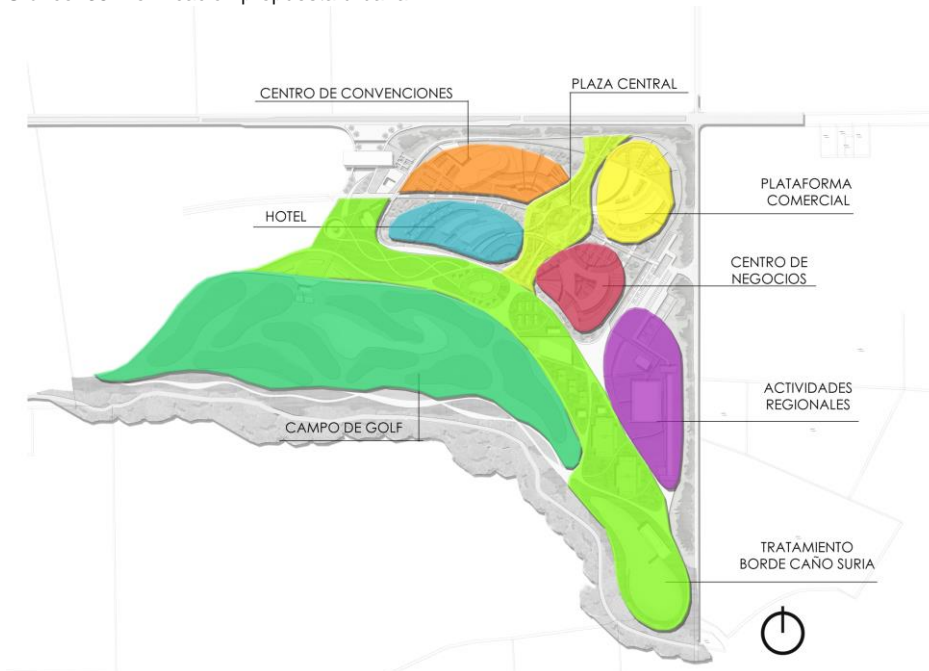 CENTRO DE CONVENCIONES
PLAZA CENTRAL
PLATAFORMA
COMERCIAL
HOTEL
CENTRO DE
NEGOCIOS
ACTIVIDADES
REGIONALES
CAMPO DE GOLF
TRATAMIENTO
BORDE CAÑO SURIA